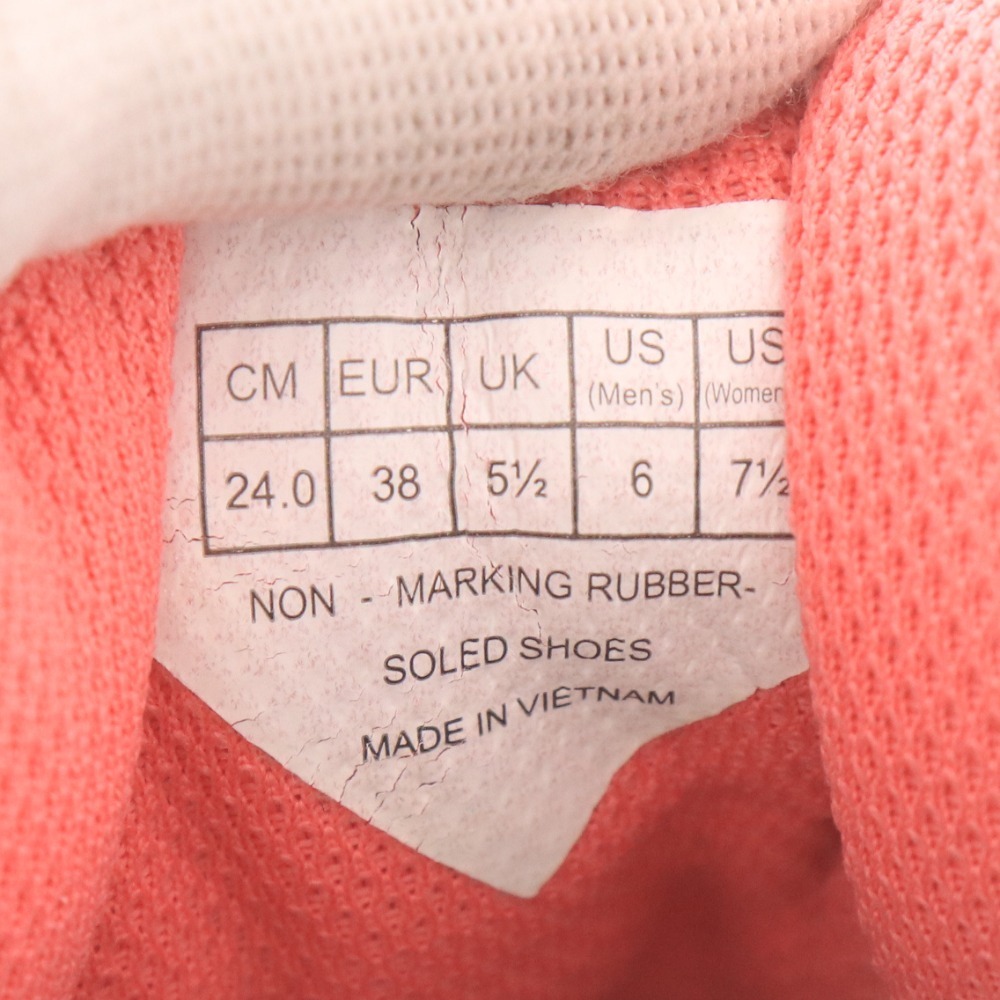 CM EUR UK US US
(Men's) (Women
24.0 38 5½ 6 7½
NON - MARKING RUBBER-
SOLED SHOES
MADE IN VIETNAM